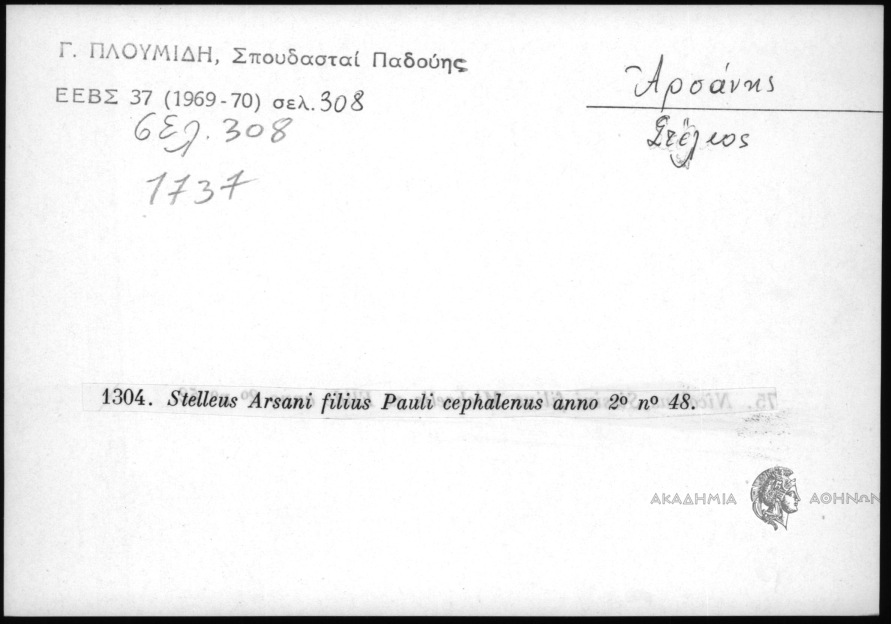 Γ. ΠΛΟΥΜΙΔΗ, Σπουδασταί Παδούης
ΕΕΒΣ 37 (1969-70) σελ. 308
σελ. 308
1737
Ἀρσάνης
Στέλιος
1304. Stelleus Arsani filius Pauli cephalenus anno 2º nº 48.
ΑΚΑΔΗΜΙΑ ΑΘΗΝΩΝ